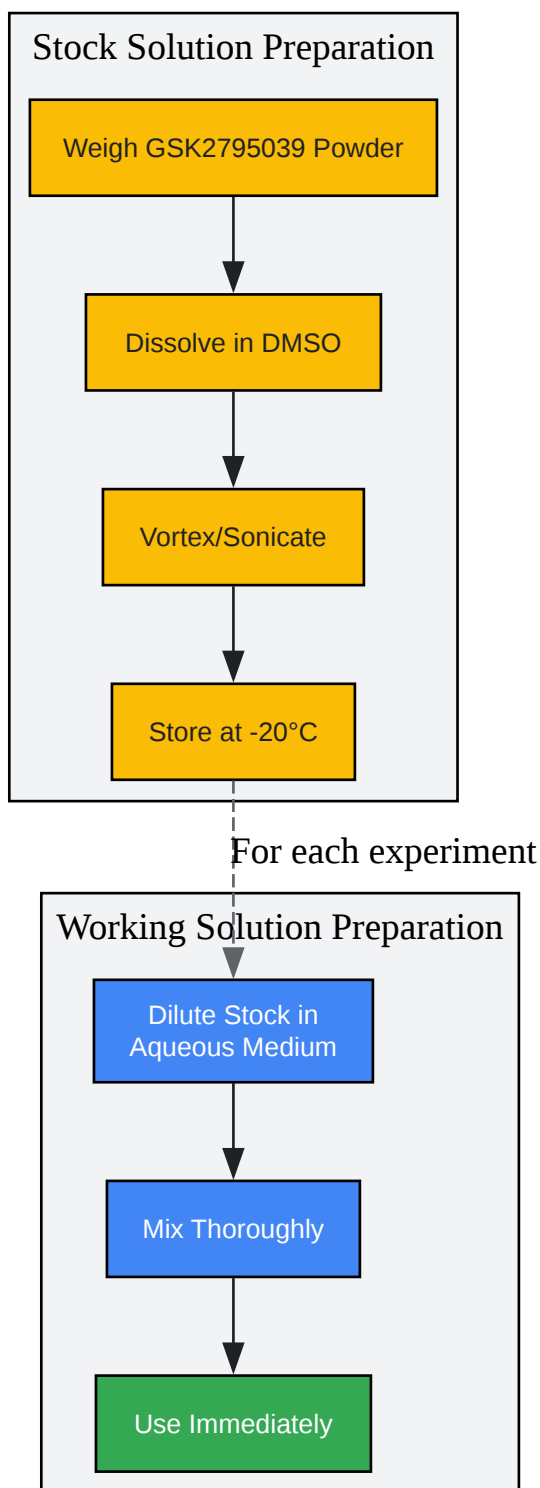 Stock Solution Preparation
Weigh GSK2795039 Powder
Dissolve in DMSO
Vortex/Sonicate
Store at -20°C
For each experiment
Working Solution Preparation
Dilute Stock in
Aqueous Medium
Mix Thoroughly
Use Immediately